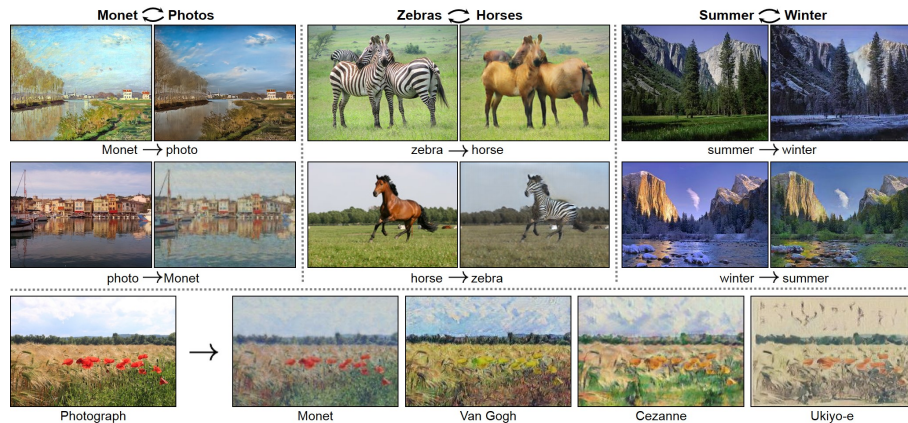 Monet Photos
Zebras Horses
Summer Winter
Monet → photo
zebra → horse
summer → winter
photo → Monet
horse → zebra
winter → summer
Photograph
Monet
Van Gogh
Cezanne
Ukiyo-e